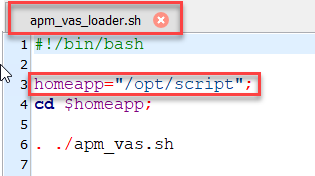 apm_vas_loader.sh
1 #!/bin/bash
2
3 homeapp="/opt/script";
4 cd $homeapp;
5
6 . ./apm_vas.sh